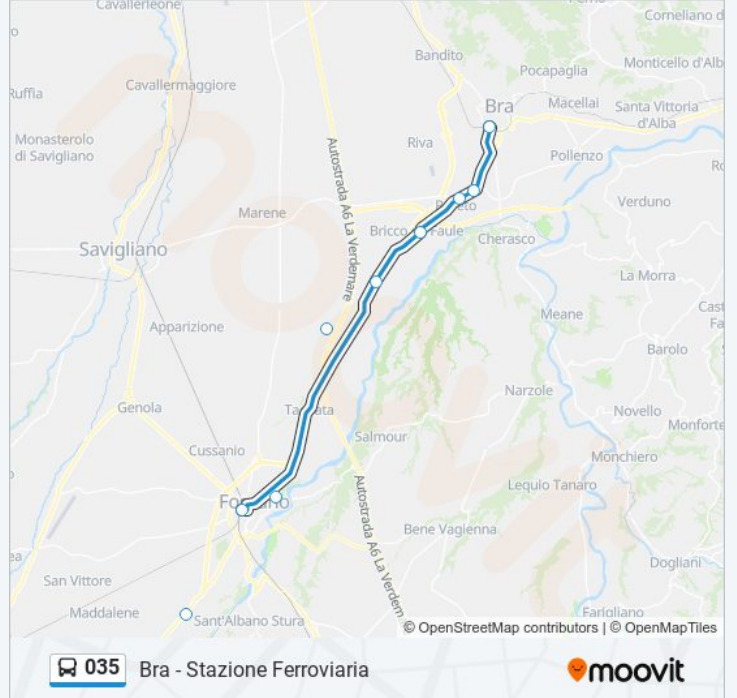 Cavallerleone
Corneliano d
Bandito
Monticello d'Alb
Cavallermaggiore
Pocapaglia
Ruffia
Bra
Macellai
Santa Vittoria
d'Alba
Monasterolo
di Savigliano
Riva
Pollenzo
Autostrada A6 La Verdemare
Verduno
Marene
Bricco
Faule
Cherasco
Savigliano
La Morra
Meane
Apparizione
Barolo
Narzole
Genola
Novello
Salmour
Monforte
Cussanio
Monchiero
Lequio Tanaro
Autostrada A6 La Verdem
Bene Vagienna
Dogliani
San Vittore
Maddalene
Sant'Albano Stura
Farigliano
© OpenStreetMap contributors | © OpenMapTiles
035 Bra - Stazione Ferroviaria
moovit